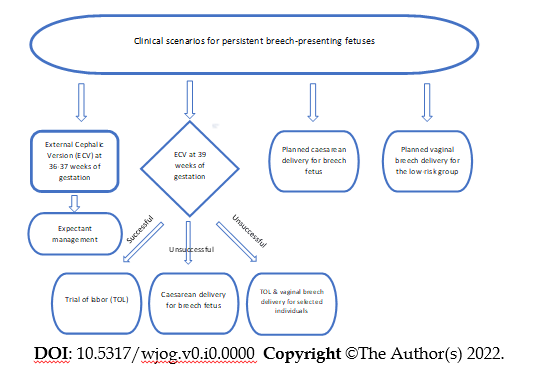 Clinical scenarios for persistent breech-presenting fetuses
External Cephalic
Version (ECV) at
36-37 weeks of
gestation
ECV at 39
weeks of
gestation
Planned caesarean
delivery for breech
fetus
Planned vaginal
breech delivery for
the low risk group
Expectant
management
Successful
Unsuccessful
Unsuccessful
Trial of labor (TOL)
Caesarean delivery
for breech fetus
TOL & vaginal breech
delivery for selected
individuals
DOI: 10.5317/wjog.v0.i0.0000 Copyright ©The Author(s) 2022.